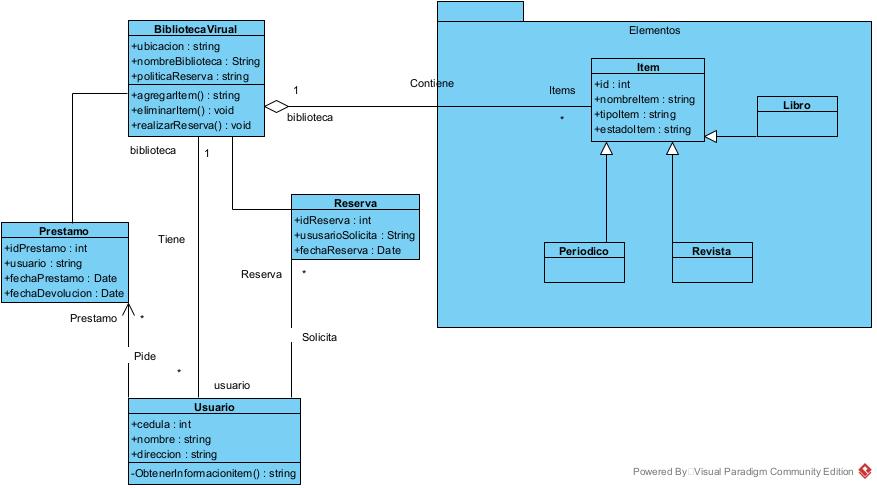 BibliotecaVirual
+ubicacion : string
+nombreBiblioteca : String
+politicaReserva : string
+agregarItem() : string
+eliminarItem() : void
+realizarReserva() : void
Elementos
Item
+id : int
+nombreItem : string
+tipoItem : string
+estadoItem : string
Libro
Contiene
1
Items
biblioteca
*
biblioteca
1
Reserva
+idReserva : int
+ususarioSolicita : String
+fechaReserva : Date
Prestamo
+idPrestamo : int
+usuario : string
+fechaPrestamo : Date
+fechaDevolucion : Date
Tiene
Periodico
Revista
Reserva
*
Prestamo
*
Solicita
Pide
*
usuario
Usuario
+cedula : int
+nombre : string
+direccion : string
-ObtenerInformacionitem() : string
Powered By Visual Paradigm Community Edition